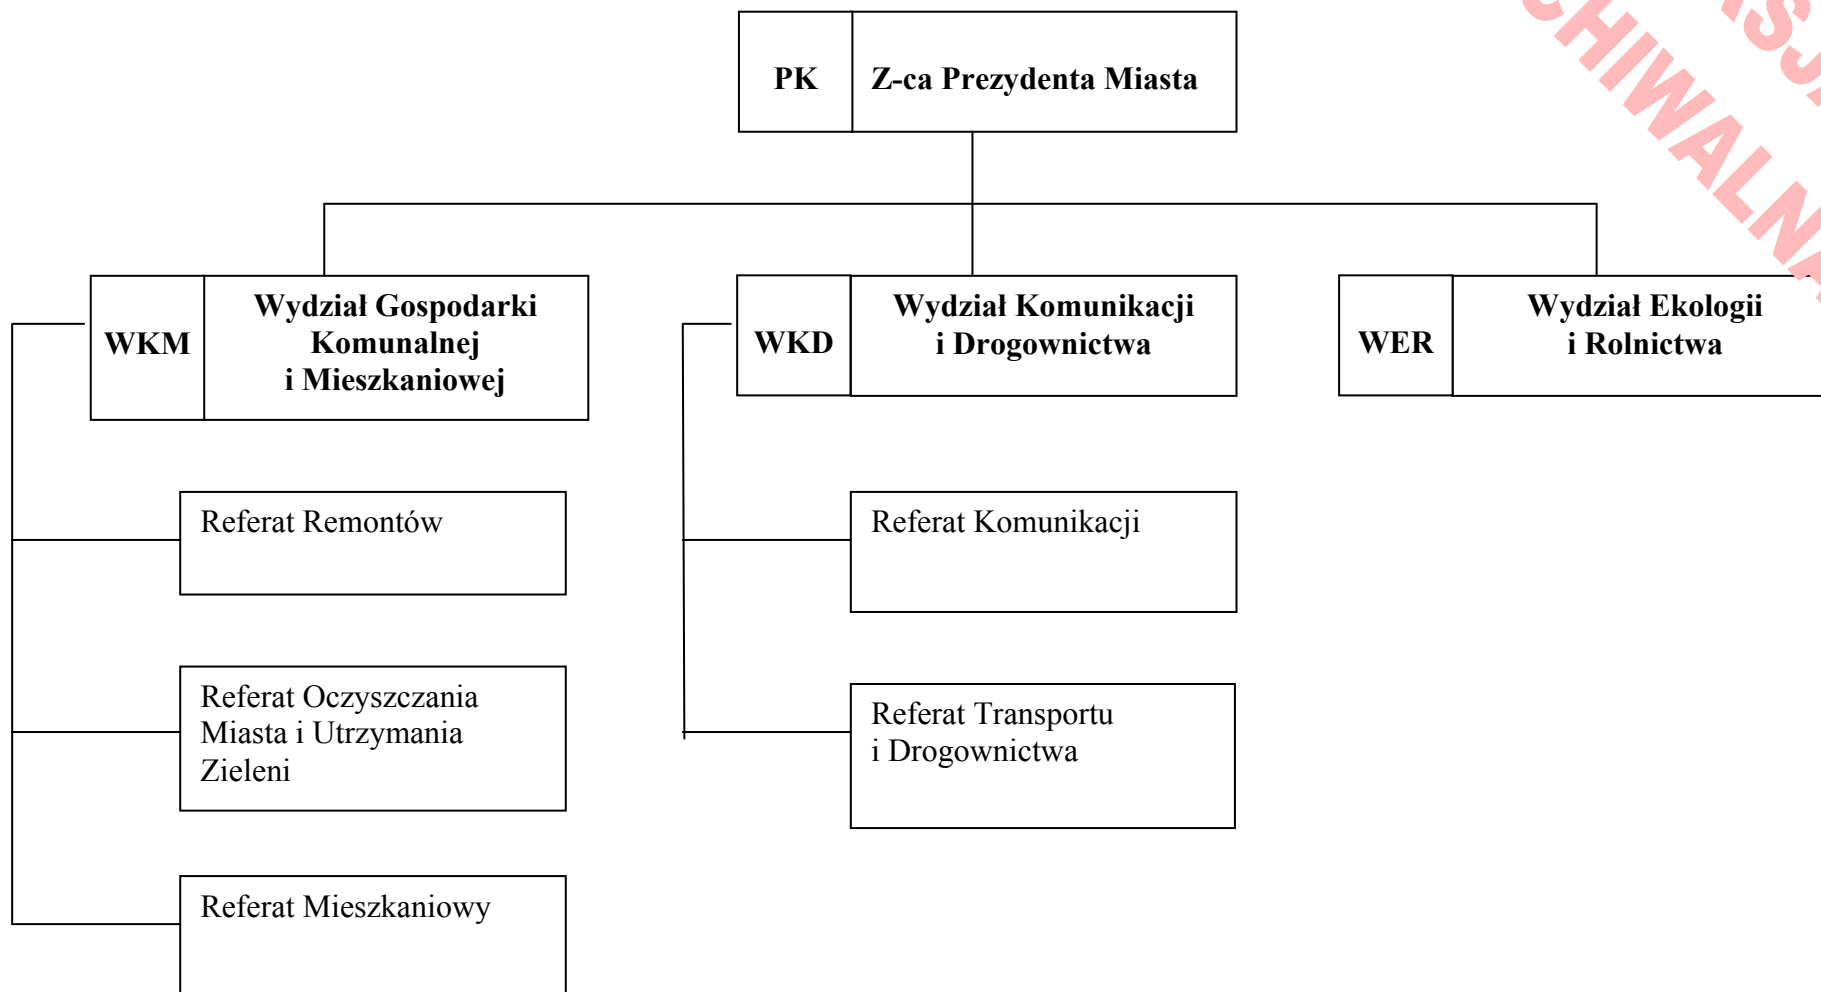 PK
Z-ca Prezydenta Miasta
WKM
Wydział Gospodarki
Komunalnej
i Mieszkaniowej
WKD
Wydział Komunikacji
i Drogownictwa
WER
Wydział Ekologii
i Rolnictwa
Referat Remontów
Referat Oczyszczania
Miasta i Utrzymania
Zieleni
Referat Mieszkaniowy
Referat Komunikacji
Referat Transportu
i Drogownictwa